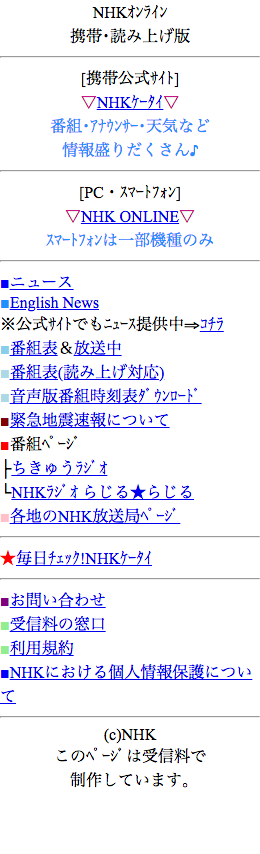 NHKｵﾝﾗｲﾝ
携帯･読み上げ版
[携帯公式ｻｲﾄ]
▽NHKｹｰﾀｲ▽
番組･ｱﾅｳﾝｻｰ･天気など
情報盛りだくさん♪
[PC・ｽﾏｰﾄﾌｫﾝ]
▽NHK ONLINE▽
ｽﾏｰﾄﾌｫﾝは一部機種のみ
■ニュース
■English News
※公式ｻｲﾄでもﾆｭｰｽ提供中⇒ｺﾁﾗ
■番組表＆放送中
■番組表(読み上げ対応)
■音声版番組時刻表ﾀﾞｳﾝﾛｰﾄﾞ
■緊急地震速報について
■番組ﾍﾟｰｼﾞ
├ちきゅうﾗｼﾞｵ
└NHKﾗｼﾞｵらじる★らじる
■各地のNHK放送局ﾍﾟｰｼﾞ
★毎日ﾁｪｯｸ!NHKｹｰﾀｲ
■お問い合わせ
■受信料の窓口
■利用規約
■NHKにおける個人情報保護につい
て
(c)NHK
このﾍﾟｰｼﾞは受信料で
制作しています。